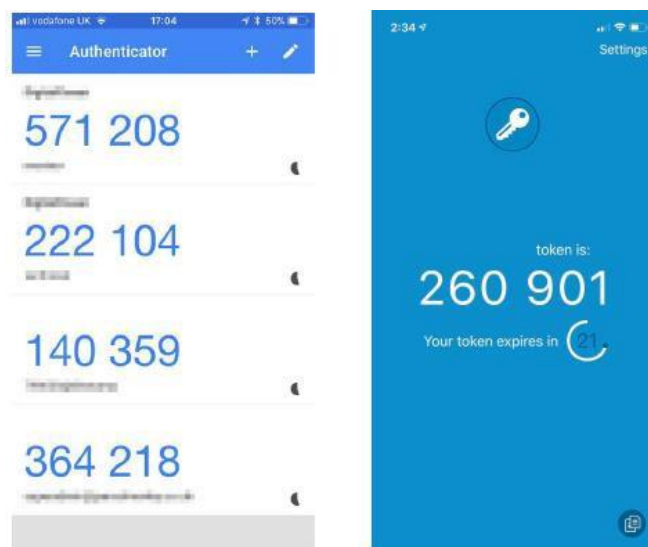 vodafone UK 17:04 50%
Authenticator
571 208
222 104
140 359
364 218
2:34
Settings
token is:
260 901
Your token expires in 21